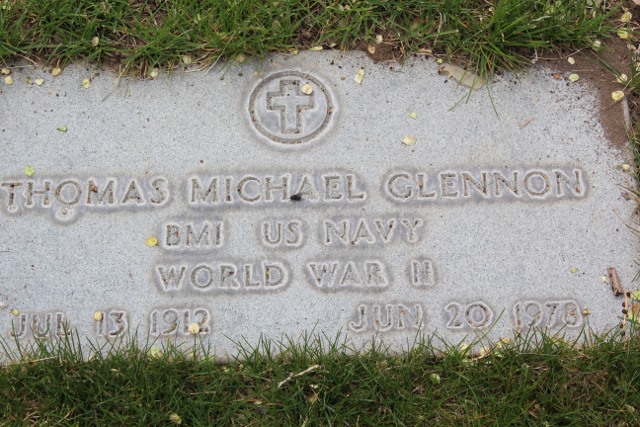 THOMAS MICHAEL GLENNON
BM1 US NAVY
WORLD WAR II
JUL 13 1912 JUN 20 1978